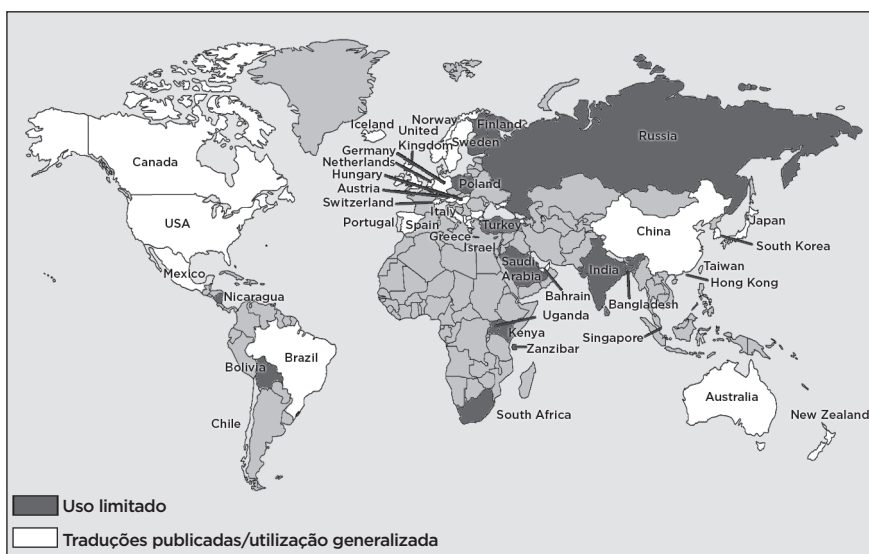 Iceland
Norway
United
Kingdom
Finland
Sweden
Russia
Germany
Netherlands
Hungary
Austria
Switzerland
Poland
Canada
USA
Mexico
Nicaragua
Portugal
Spain
Italy
Greece
Turkey
Israel
Saudi
Arabia
Bahrain
India
Bangladesh
China
Japan
South Korea
Taiwan
Hong Kong
Uganda
Kenya
Zanzibar
Singapore
Brazil
Bolivia
Chile
South Africa
Australia
New Zealand
Uso limitado
Traduções publicadas/utilização generalizada